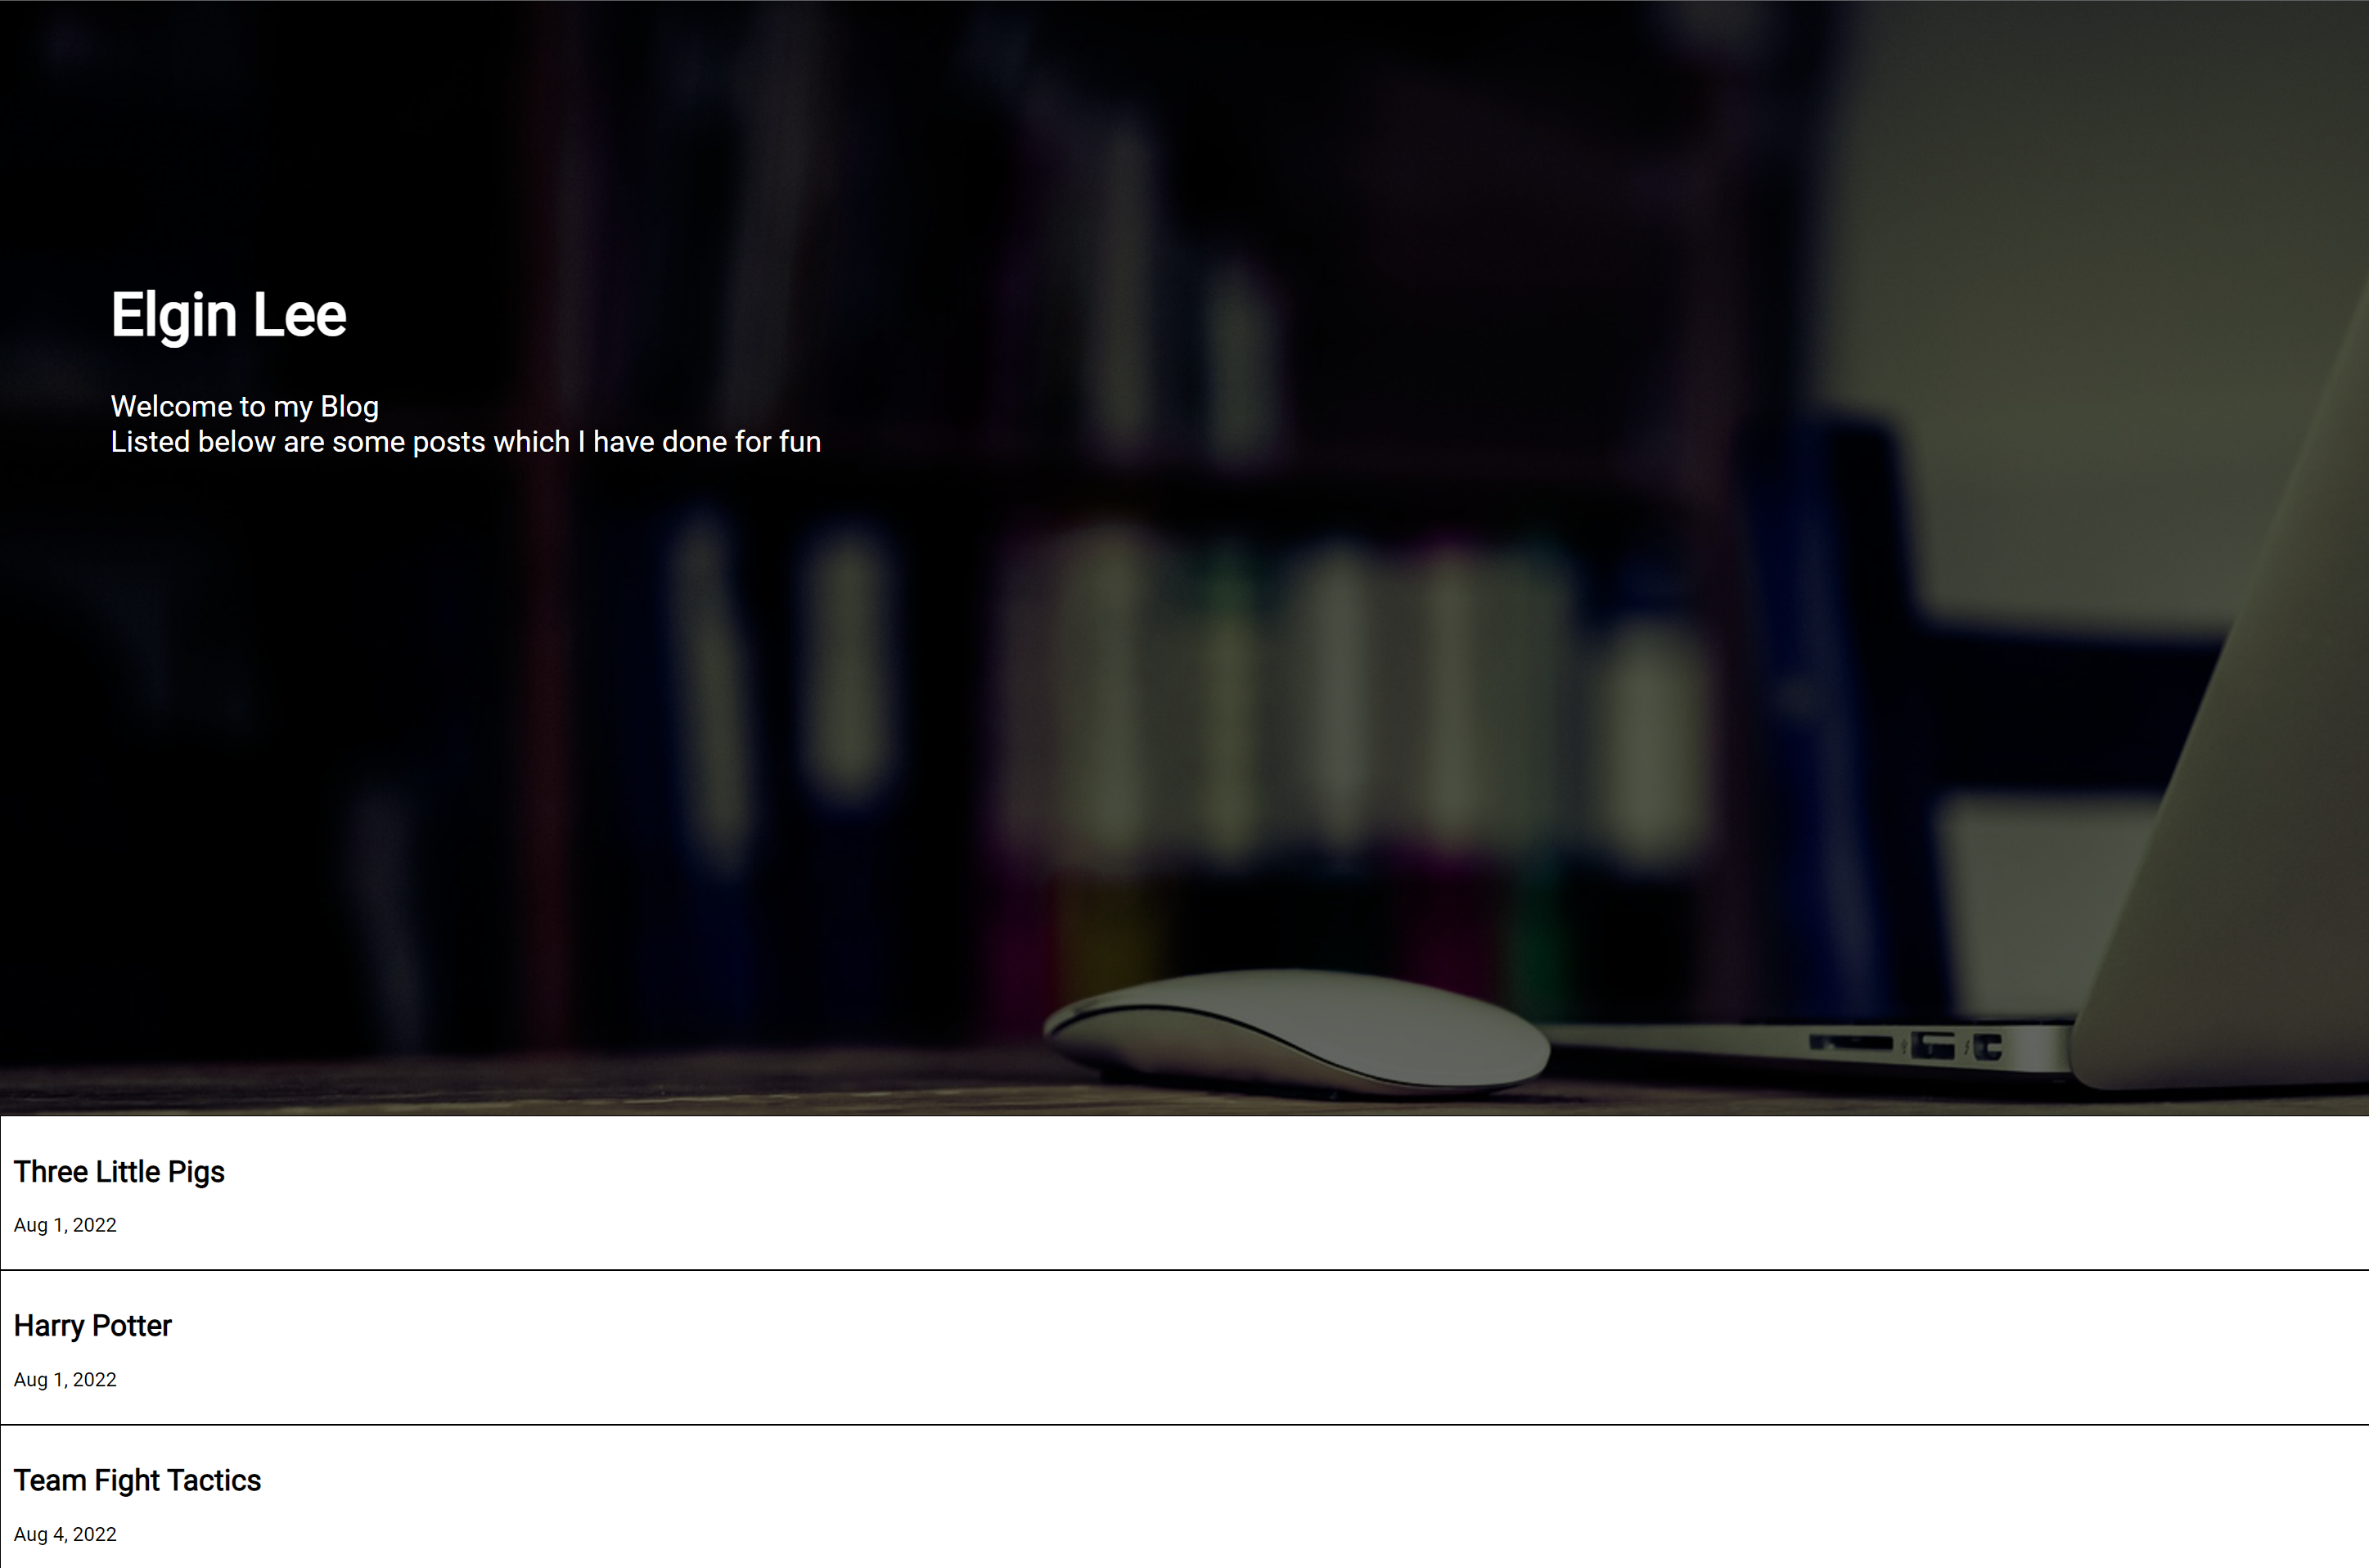 Elgin Lee
Welcome to my Blog
Listed below are some posts which I have done for fun
Three Little Pigs
Aug 1, 2022
Harry Potter
Aug 1, 2022
Team Fight Tactics
Aug 4, 2022